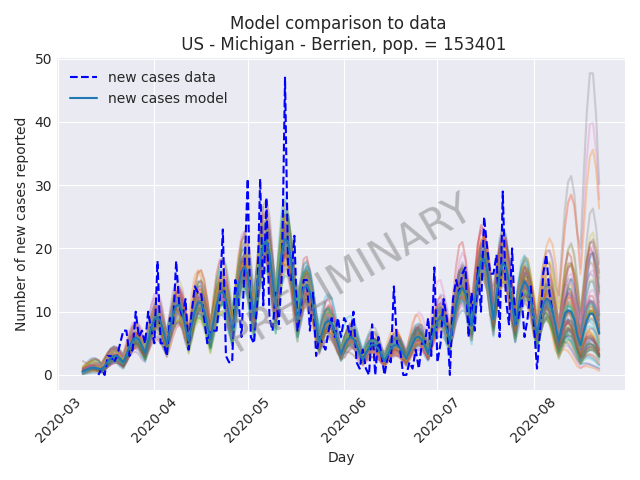 Model comparison to data
US - Michigan - Berrien, pop. = 153401
50
40
30
20
10
0
Number of new cases reported
new cases data
new cases model
PRELIMINARY
2020-03
2020-04
2020-05
2020-06
2020-07
2020-08
Day